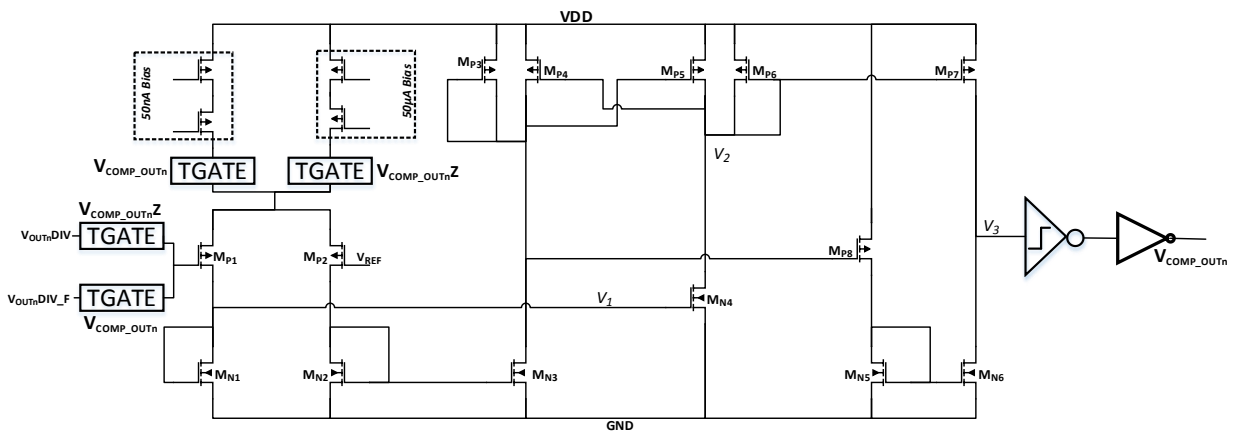 VDD
50nA Bias
50µA Bias
MP3
MP4
MP5
MP6
MP7
VCOMP_OUTn
TGATE
TGATE
VCOMP_OUTnZ
V2
VCOMP_OUTnZ
VOUTnDIV
TGATE
MP1
MP2
VREF
MP8
V3
VCOMP_OUTn
VOUTnDIV_F
TGATE
VCOMP_OUTn
V1
MN4
MN1
MN2
MN3
MN5
MN6
GND